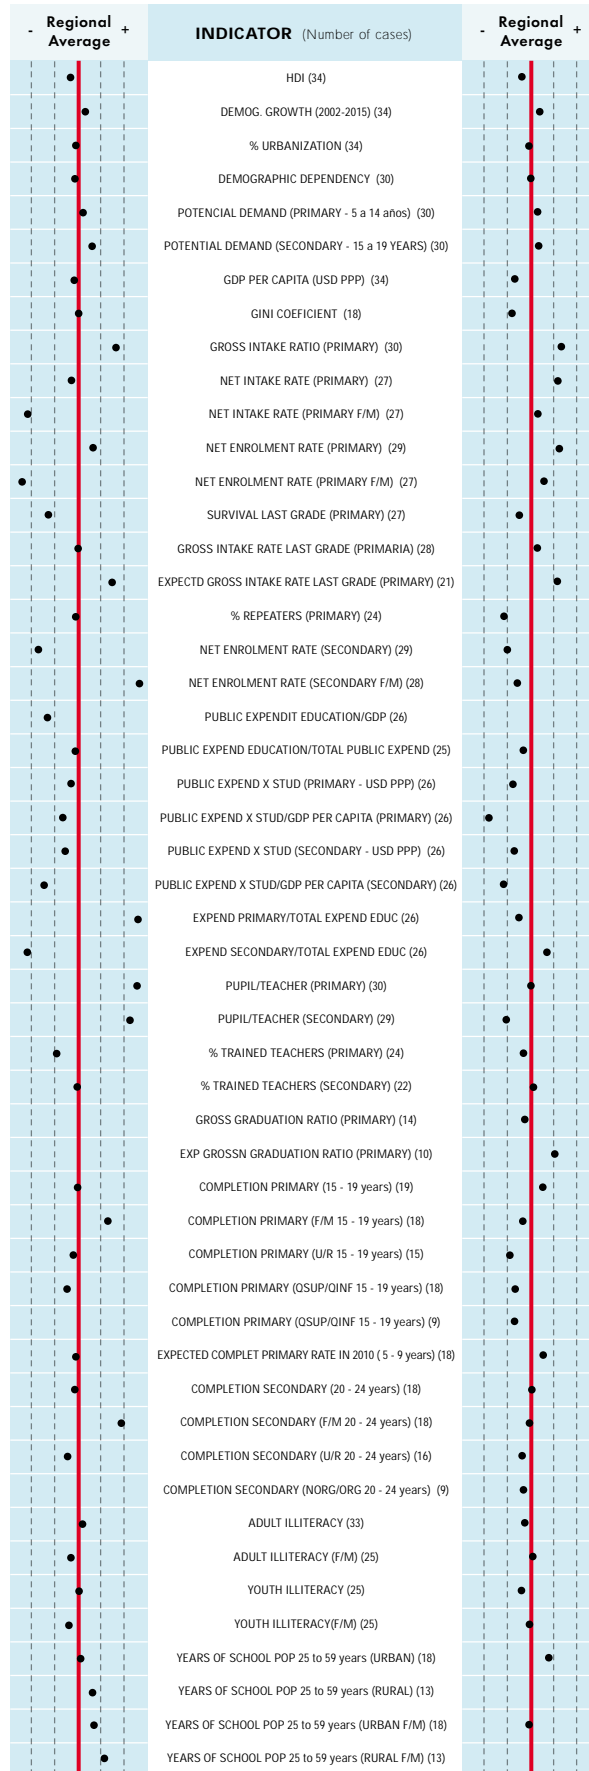 - Regional Average +
INDICATOR (Number of cases)
- Regional Average +
HDI (34)
DEMOG. GROWTH (2002-2015) (34)
% URBANIZATION (34)
DEMOGRAPHIC DEPENDENCY (30)
POTENCIAL DEMAND (PRIMARY - 5 a 14 años) (30)
POTENTIAL DEMAND (SECONDARY - 15 a 19 YEARS) (30)
GDP PER CAPITA (USD PPP) (34)
GINI COEFICIENT (18)
GROSS INTAKE RATIO (PRIMARY) (30)
NET INTAKE RATE (PRIMARY) (27)
NET INTAKE RATE (PRIMARY F/M) (27)
NET ENROLMENT RATE (PRIMARY) (29)
NET ENROLMENT RATE (PRIMARY F/M) (27)
SURVIVAL LAST GRADE (PRIMARY) (27)
GROSS INTAKE RATE LAST GRADE (PRIMARIA) (28)
EXPECTD GROSS INTAKE RATE LAST GRADE (PRIMARY) (21)
% REPEATERS (PRIMARY) (24)
NET ENROLMENT RATE (SECONDARY) (29)
NET ENROLMENT RATE (SECONDARY F/M) (28)
PUBLIC EXPENDIT EDUCATION/GDP (26)
PUBLIC EXPEND EDUCATION/TOTAL PUBLIC EXPEND (25)
PUBLIC EXPEND X STUD (PRIMARY - USD PPP) (26)
PUBLIC EXPEND X STUD/GDP PER CAPITA (PRIMARY) (26)
PUBLIC EXPEND X STUD (SECONDARY - USD PPP) (26)
PUBLIC EXPEND X STUD/GDP PER CAPITA (SECONDARY) (26)
EXPEND PRIMARY/TOTAL EXPEND EDUC (26)
EXPEND SECONDARY/TOTAL EXPEND EDUC (26)
PUPIL/TEACHER (PRIMARY) (30)
PUPIL/TEACHER (SECONDARY) (29)
% TRAINED TEACHERS (PRIMARY) (24)
% TRAINED TEACHERS (SECONDARY) (22)
GROSS GRADUATION RATIO (PRIMARY) (14)
EXP GROSSN GRADUATION RATIO (PRIMARY) (10)
COMPLETION PRIMARY (15 - 19 years) (19)
COMPLETION PRIMARY (F/M 15 - 19 years) (18)
COMPLETION PRIMARY (U/R 15 - 19 years) (15)
COMPLETION PRIMARY (QSUP/QINF 15 - 19 years) (18)
COMPLETION PRIMARY (QSUP/QINF 15 - 19 years) (9)
EXPECTED COMPLET PRIMARY RATE IN 2010 ( 5 - 9 years) (18)
COMPLETION SECONDARY (20 - 24 years) (18)
COMPLETION SECONDARY (F/M 20 - 24 years) (18)
COMPLETION SECONDARY (U/R 20 - 24 years) (16)
COMPLETION SECONDARY (NORG/ORG 20 - 24 years) (9)
ADULT ILLITERACY (33)
ADULT ILLITERACY (F/M) (25)
YOUTH ILLITERACY (25)
YOUTH ILLITERACY(F/M) (25)
YEARS OF SCHOOL POP 25 to 59 years (URBAN) (18)
YEARS OF SCHOOL POP 25 to 59 years (RURAL) (13)
YEARS OF SCHOOL POP 25 to 59 years (URBAN F/M) (18)
YEARS OF SCHOOL POP 25 to 59 years (RURAL F/M) (13)